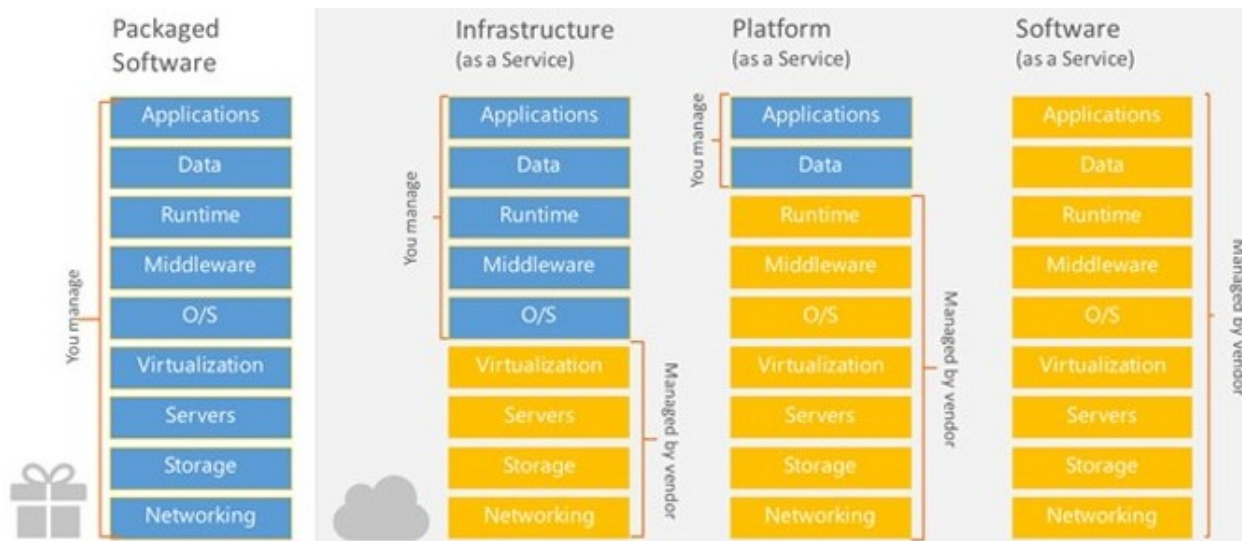 Packaged
Software
You manage
Applications
Data
Runtime
Middleware
O/S
Virtualization
Servers
Storage
Networking
Infrastructure
(as a Service)
You manage
Applications
Data
Runtime
Middleware
O/S
Virtualization
Servers
Storage
Networking
Managed by vendor
Platform
(as a Service)
You manage
Applications
Data
Runtime
Middleware
O/S
Virtualization
Servers
Storage
Networking
Managed by vendor
Software
(as a Service)
Applications
Data
Runtime
Middleware
O/S
Virtualization
Servers
Storage
Networking
Managed by vendor